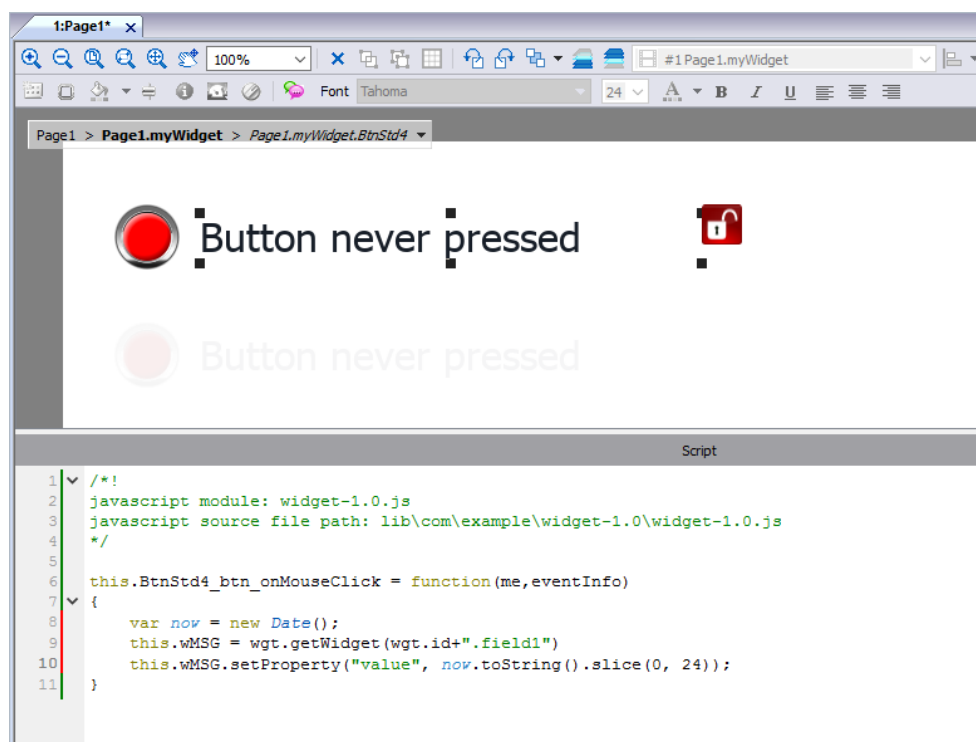 1:Page1* x
100% #1 Page1.myWidget
Font Tahoma 24 A B I U
Page1 > Page1.myWidget > Page1.myWidget.BtnStd4
Button never pressed
Button never pressed
Script
1 /*!
2 javascript module: widget-1.0.js
3 javascript source file path: lib\com\example\widget-1.0\widget-1.0.js
4 */
5
6 this.BtnStd4_btn_onMouseClick = function(me,eventInfo)
7 {
8 var now = new Date();
9 this.wMSG = wgt.getWidget(wgt.id+".field1")
10 this.wMSG.setProperty("value", now.toString().slice(0, 24));
11 }